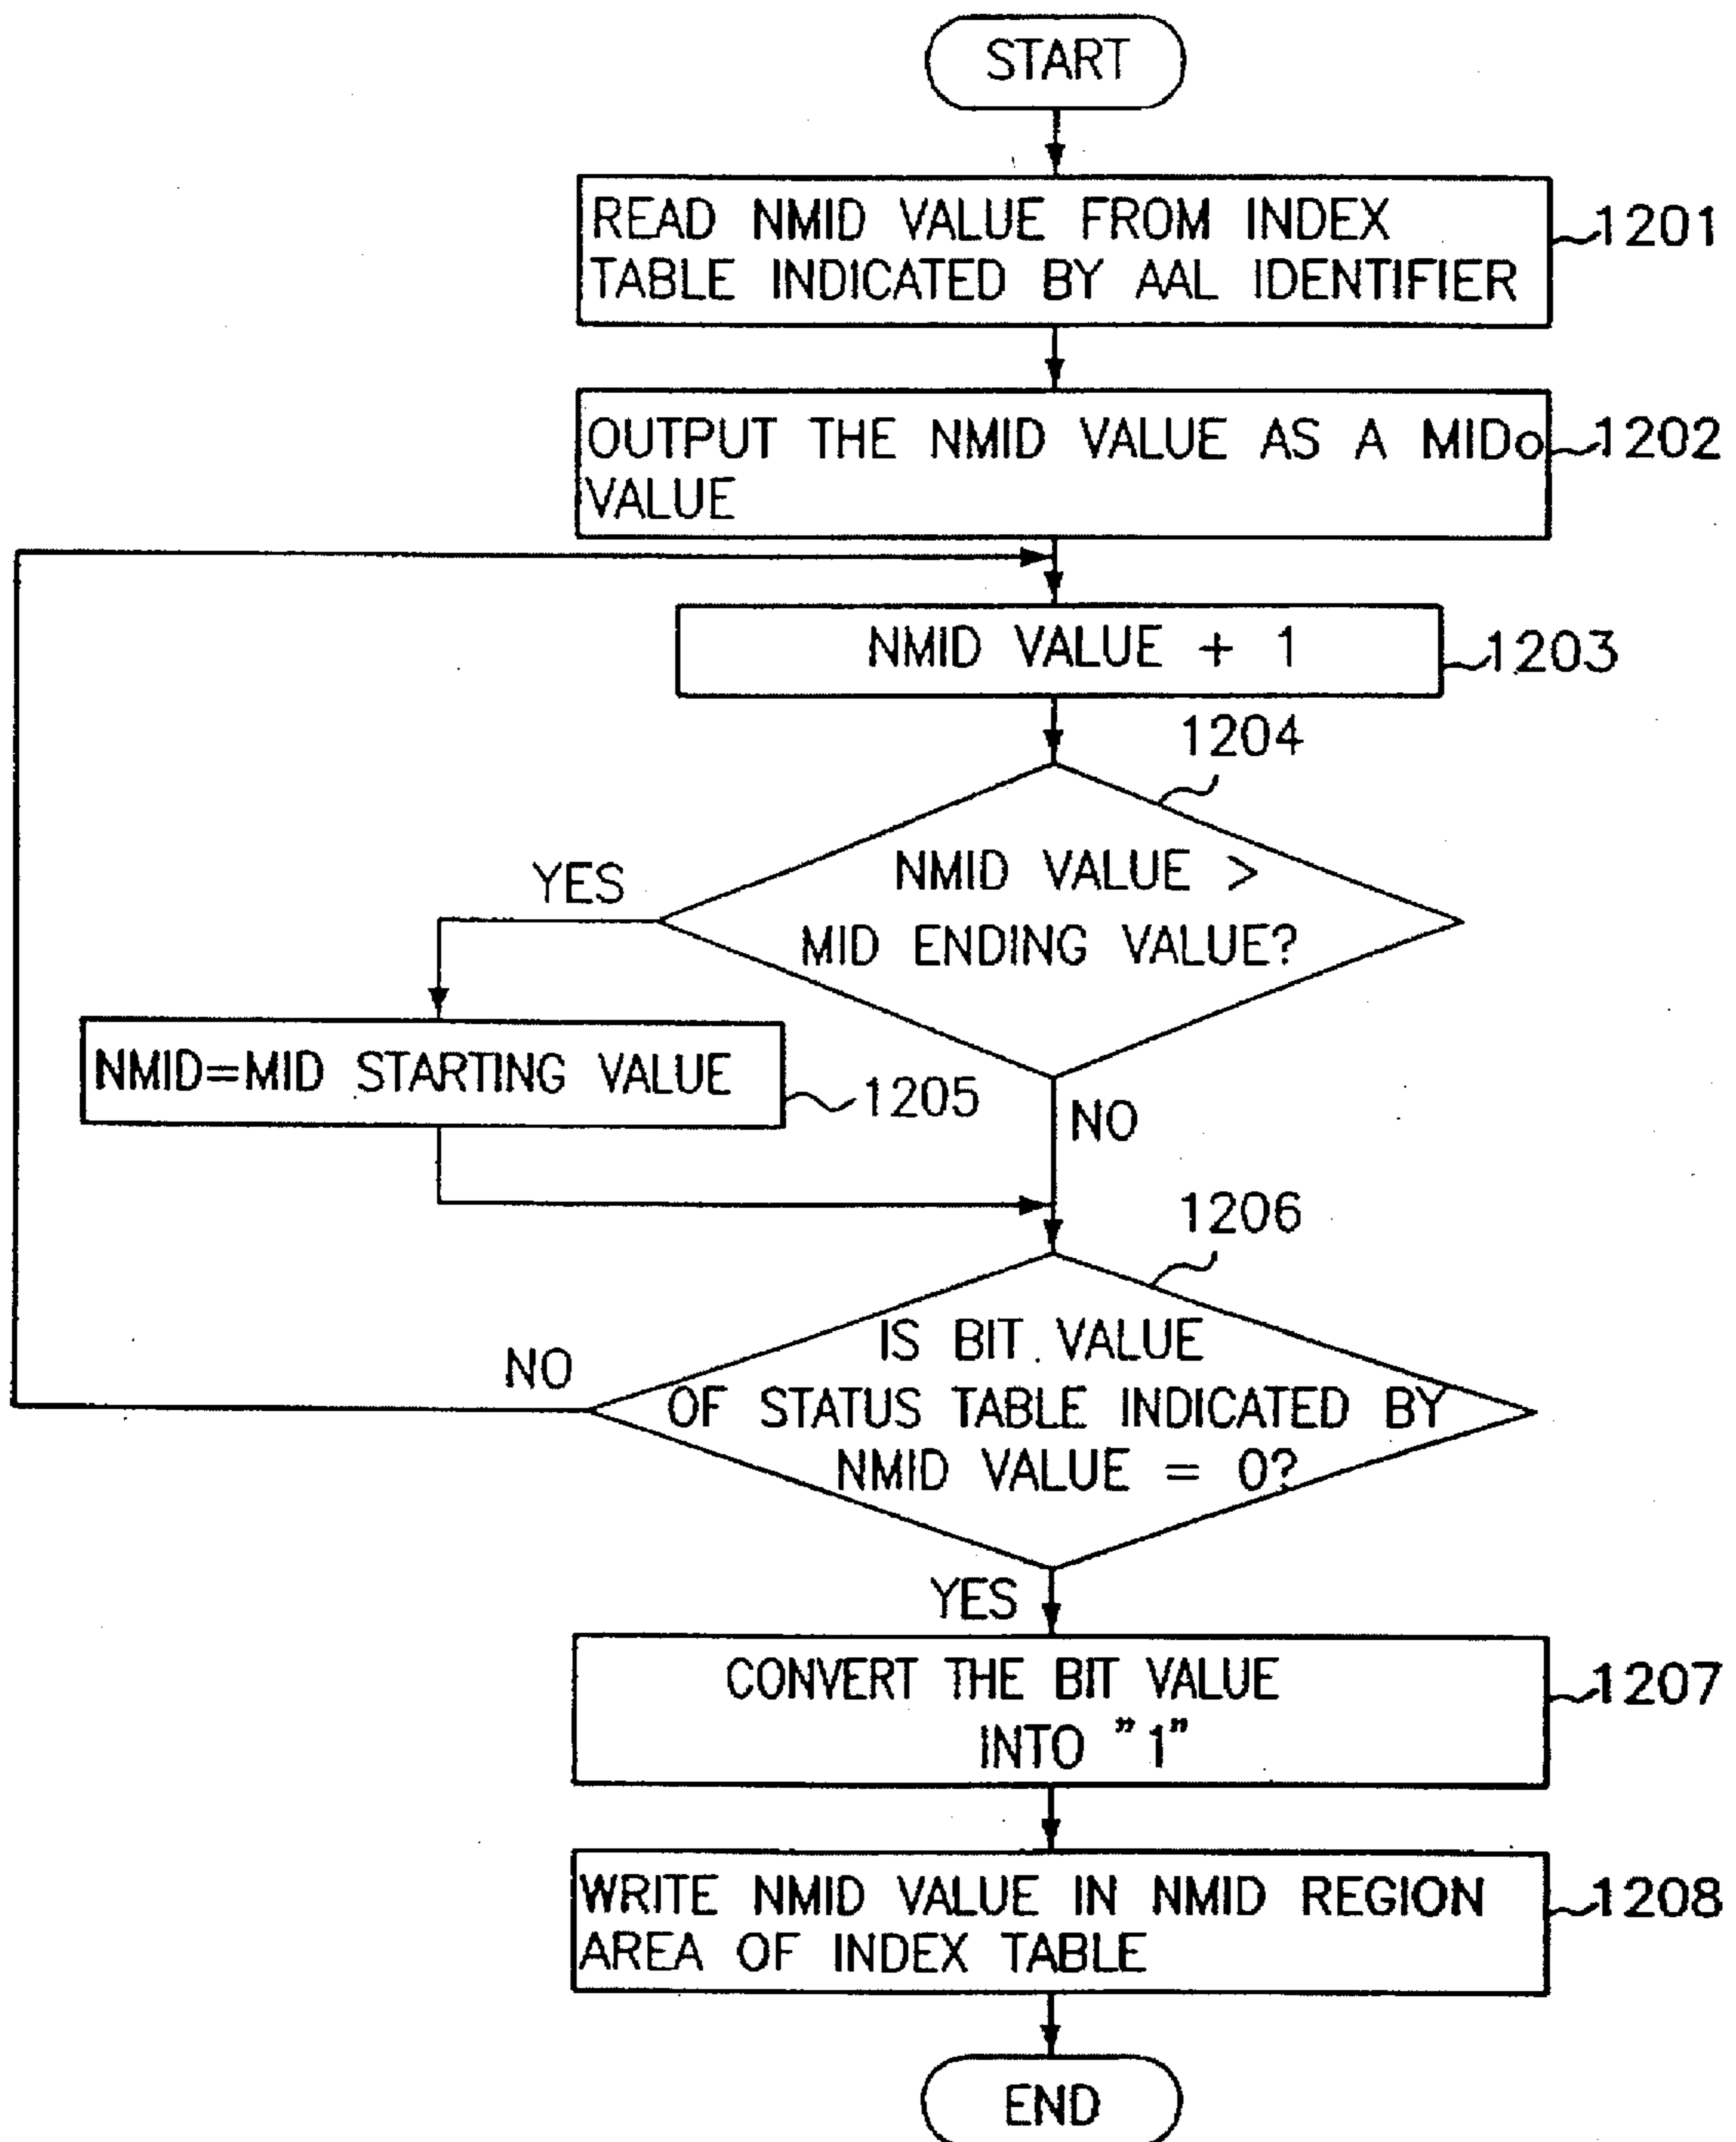 START
READ NMID VALUE FROM INDEX
TABLE INDICATED BY AAL IDENTIFIER
1201
OUTPUT THE NMID VALUE AS A MIDo
VALUE
1202
NMID VALUE + 1
1203
1204
NMID VALUE >
MID ENDING VALUE?
YES
NMID=MID STARTING VALUE
1205
NO
1206
IS BIT VALUE
OF STATUS TABLE INDICATED BY
NMID VALUE = 0?
NO
YES
CONVERT THE BIT VALUE
INTO "1"
1207
WRITE NMID VALUE IN NMID REGION
AREA OF INDEX TABLE
1208
END